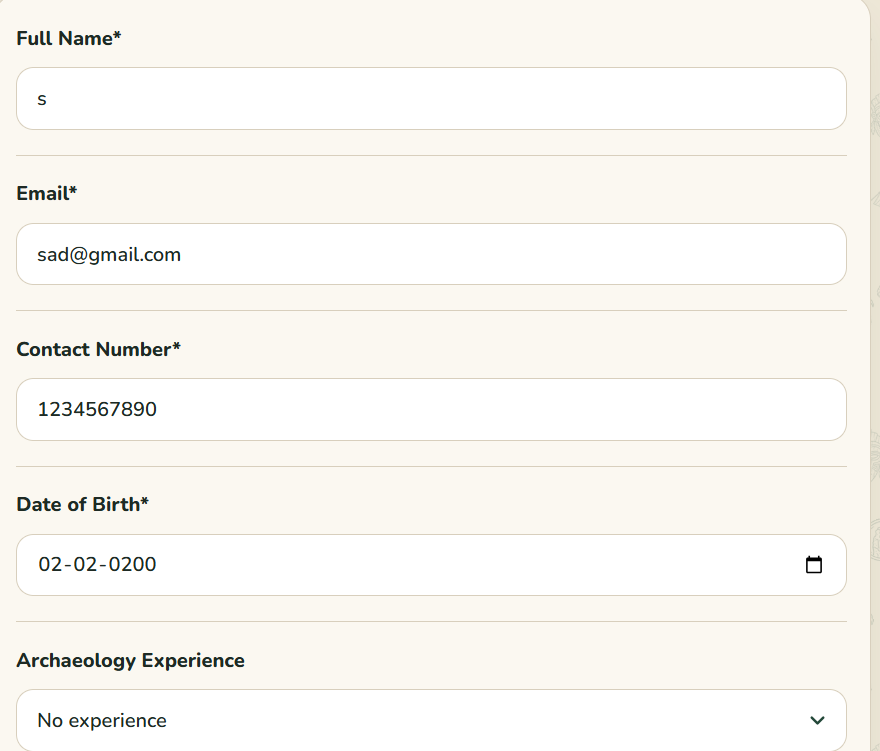 Full Name*
s
Email*
sad@gmail.com
Contact Number*
1234567890
Date of Birth*
02-02-0200
Archaeology Experience
No experience